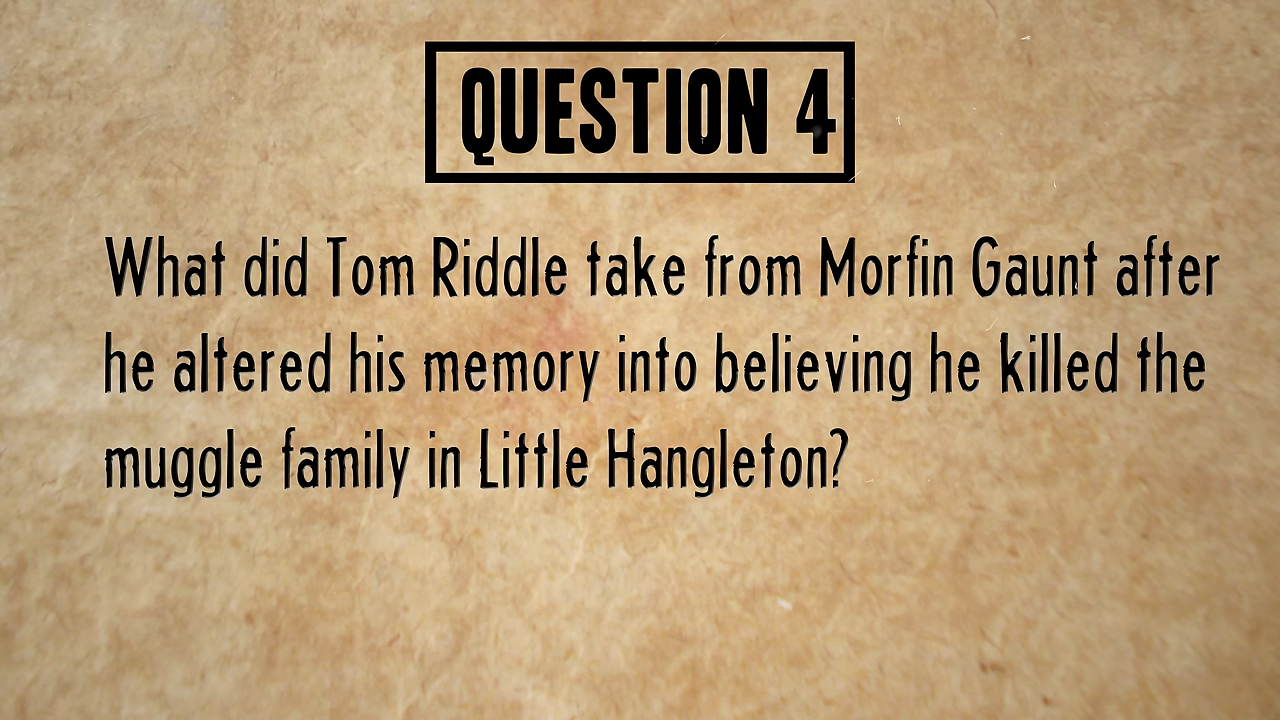 QUESTION 4
What did Tom Riddle take from Morfin Gaunt after
he altered his memory into believing he killed the
muggle family in Little Hangleton?